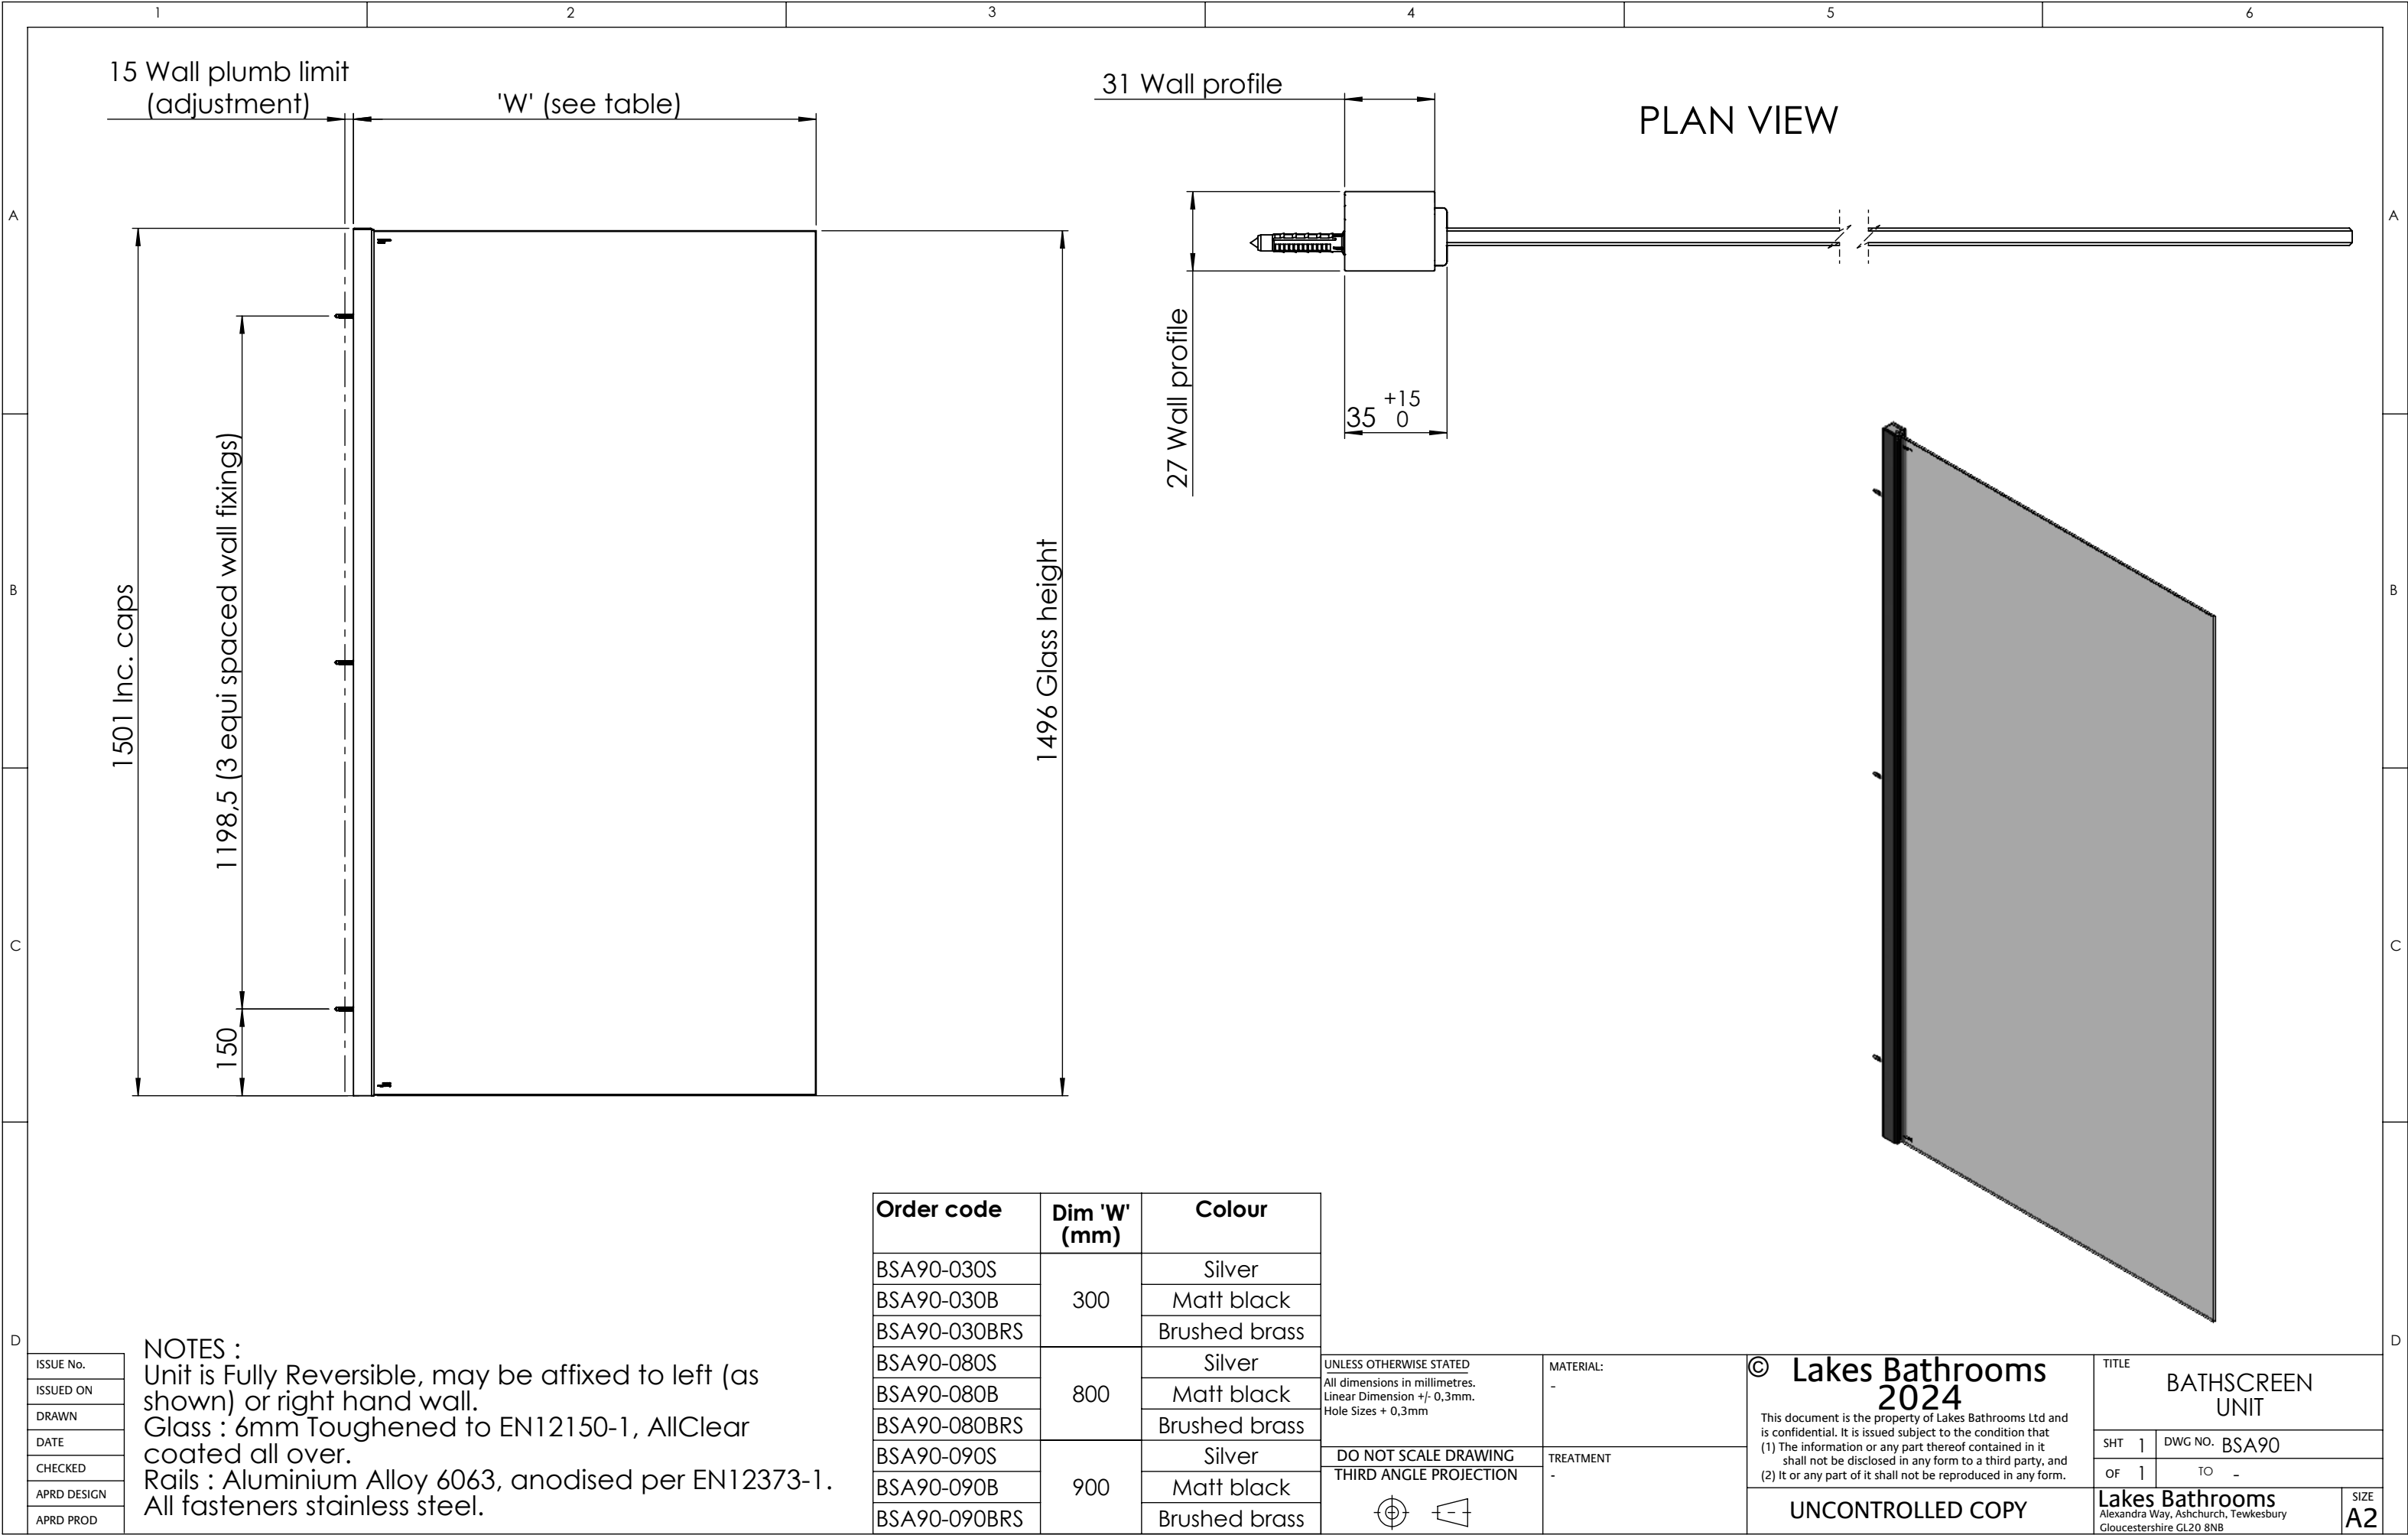 1 2 3 4 5 6
15 Wall plumb limit
(adjustment)
'W' (see table)
31 Wall profile
PLAN VIEW
A A
27 Wall profile
+15
35 0
1501 Inc. caps
1198,5 (3 equi spaced wall fixings)
150
1496 Glass height
B B
C C
D D
Order code Dim 'W' Colour
(mm)
BSA90-030S Silver
BSA90-030B 300 Matt black
BSA90-030BRS Brushed brass
BSA90-080S Silver
BSA90-080B 800 Matt black
BSA90-080BRS Brushed brass
BSA90-090S Silver
BSA90-090B 900 Matt black
BSA90-090BRS Brushed brass
NOTES :
Unit is Fully Reversible, may be affixed to left (as
shown) or right hand wall.
Glass : 6mm Toughened to EN12150-1, AllClear
coated all over.
Rails : Aluminium Alloy 6063, anodised per EN12373-1.
All fasteners stainless steel.
ISSUE No.
ISSUED ON
DRAWN
DATE
CHECKED
APRD DESIGN
APRD PROD
UNLESS OTHERWISE STATED
All dimensions in millimetres.
Linear Dimension +/- 0,3mm.
Hole Sizes + 0,3mm
DO NOT SCALE DRAWING
THIRD ANGLE PROJECTION
MATERIAL:
-
TREATMENT
-
© Lakes Bathrooms
2024
This document is the property of Lakes Bathrooms Ltd and
is confidential. It is issued subject to the condition that
(1) The information or any part thereof contained in it
shall not be disclosed in any form to a third party, and
(2) It or any part of it shall not be reproduced in any form.
UNCONTROLLED COPY
TITLE
BATHSCREEN
UNIT
SHT 1 DWG NO. BSA90
OF 1 TO -
Lakes Bathrooms
Alexandra Way, Ashchurch, Tewkesbury
Gloucestershire GL20 8NB
SIZE
A2